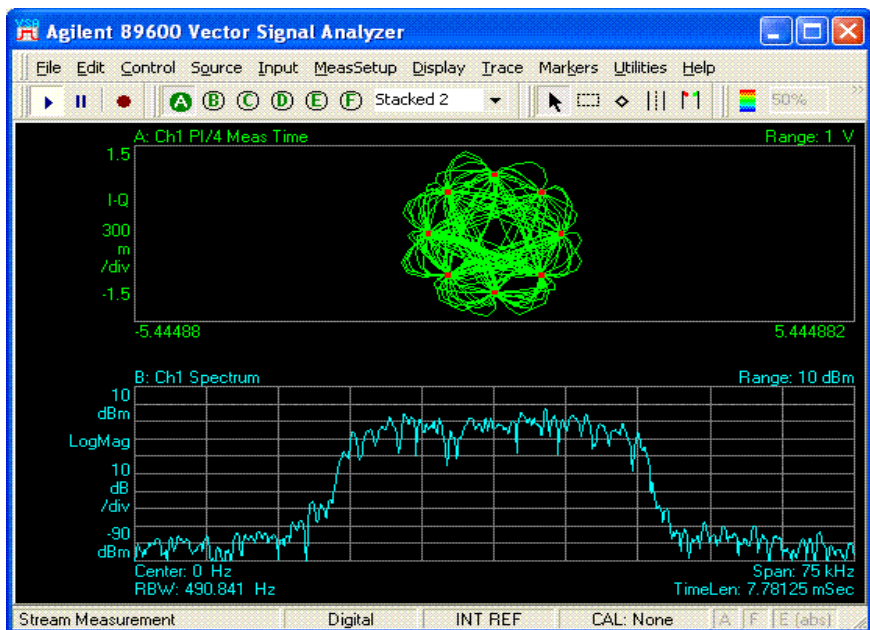 VSA
Agilent 89600 Vector Signal Analyzer
File Edit Control Source Input MeasSetup Display Trace Markers Utilities Help
A B C D E F Stacked 2 50%
A: Ch1 PI/4 Meas Time Range: 1 V
1.5
I-Q
300
m
/div
-1.5
-5.44488 5.444882
B: Ch1 Spectrum Range: 10 dBm
10
dBm
LogMag
10
dB
/div
-90
dBm
Center: 0 Hz Span: 75 kHz
RBW: 490.841 Hz TimeLen: 7.78125 mSec
Stream Measurement Digital INT REF CAL: None A F E (abs)